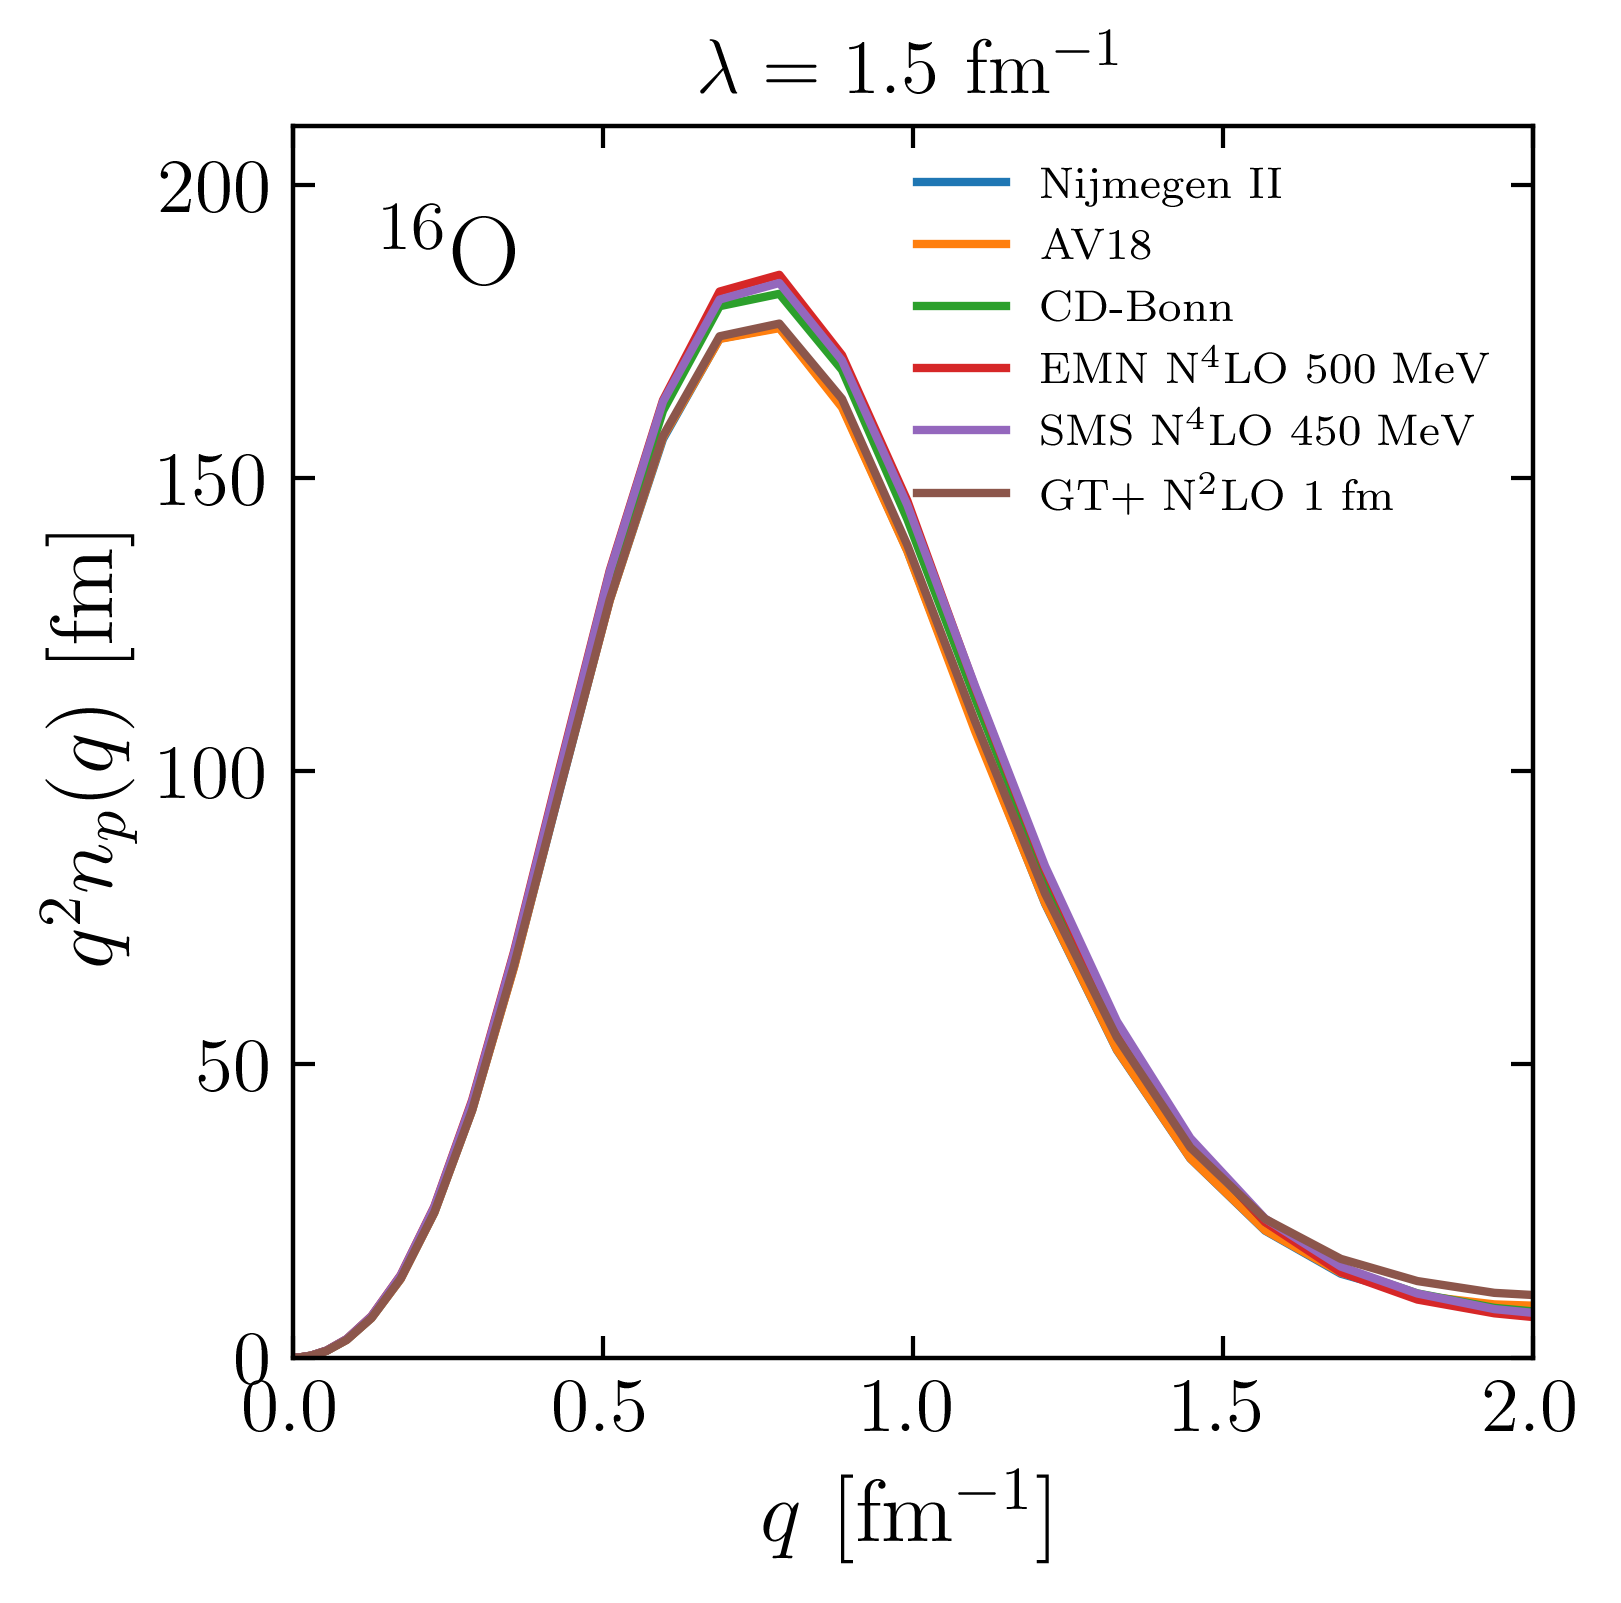 λ = 1.5 fm⁻¹
¹⁶O
Nijmegen II
AV18
CD-Bonn
EMN N⁴LO 500 MeV
SMS N⁴LO 450 MeV
GT+ N²LO 1 fm
q²nₚ(q) [fm]
200
150
100
50
0
0.0 0.5 1.0 1.5 2.0
q [fm⁻¹]